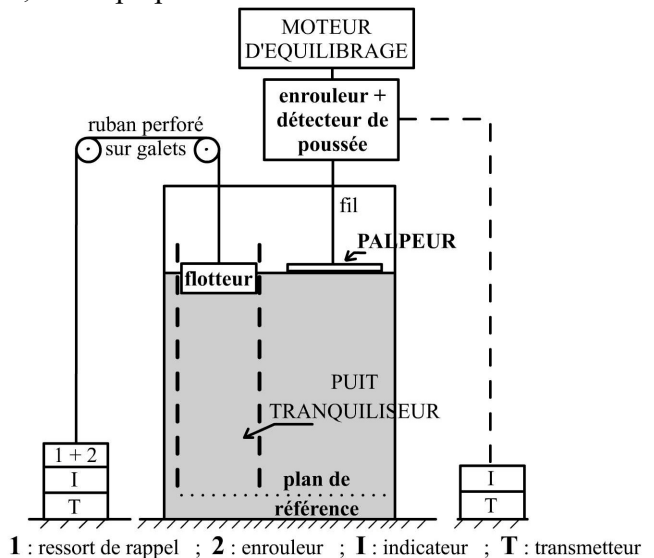 MOTEUR
D'EQUILIBRAGE
enrouleur +
détecteur de
poussée
ruban perforé
sur galets
fil
PALPEUR
flotteur
PUIT
TRANQUILISEUR
1 + 2
I
T
plan de
référence
I
T
1 : ressort de rappel ; 2 : enrouleur ; I : indicateur ; T : transmetteur